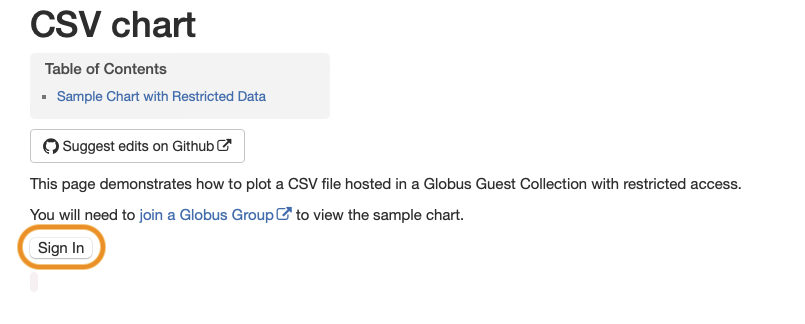 CSV chart
Table of Contents
Sample Chart with Restricted Data
Suggest edits on Github
This page demonstrates how to plot a CSV file hosted in a Globus Guest Collection with restricted access.
You will need to join a Globus Group to view the sample chart.
Sign In